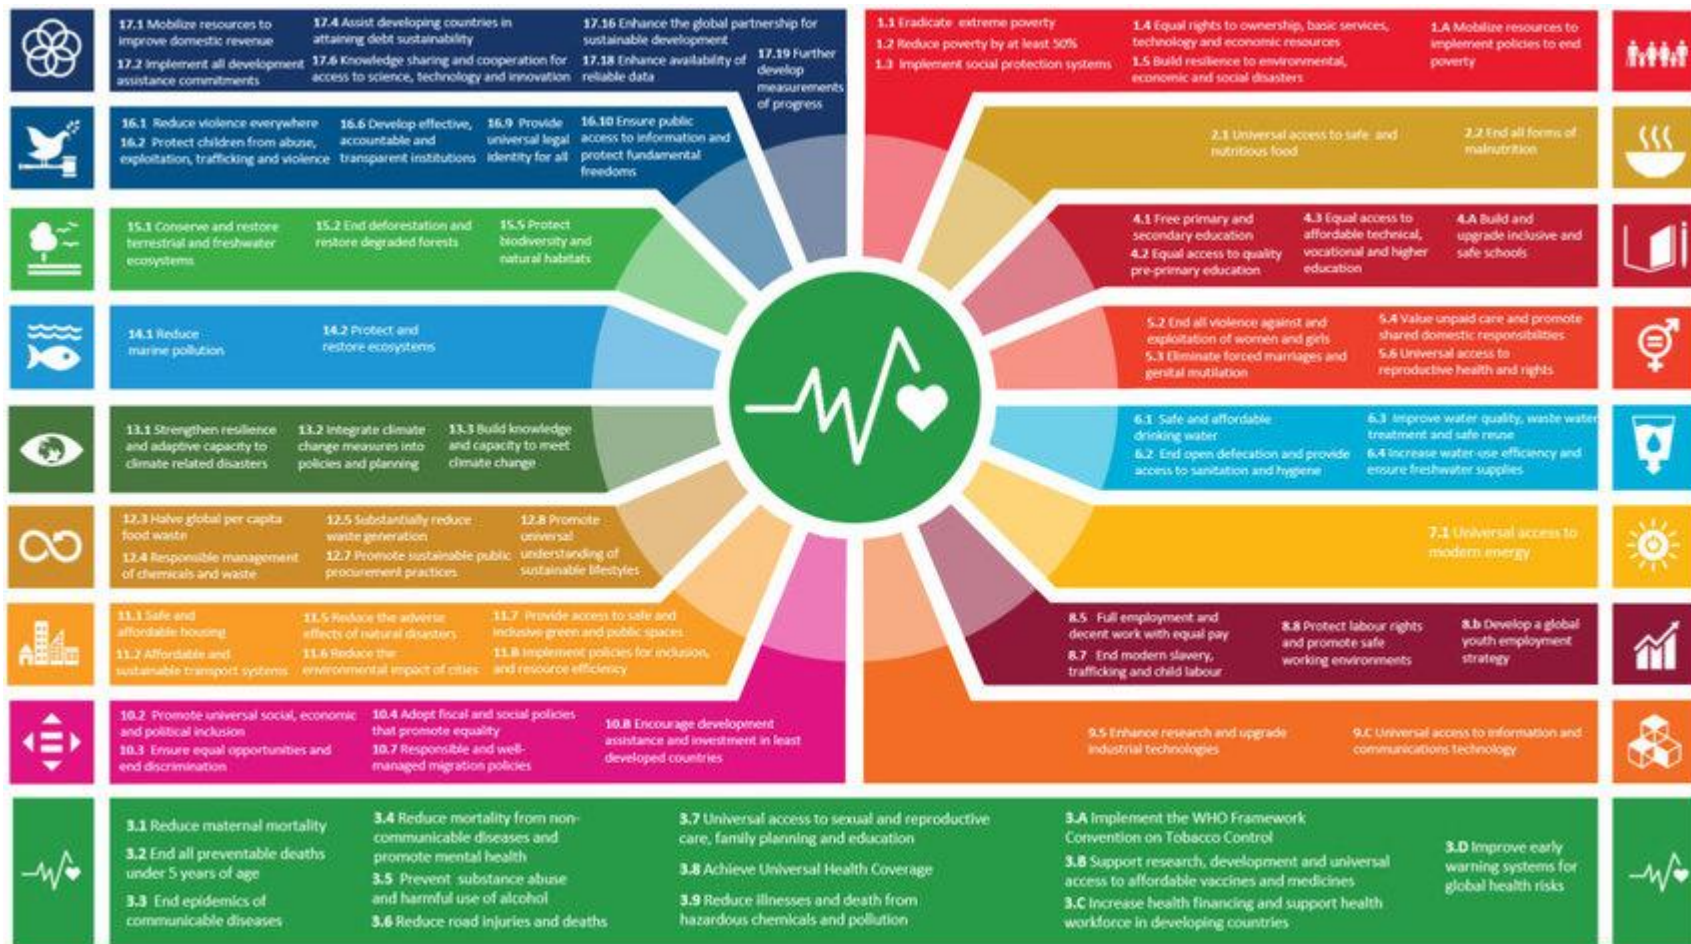 17.1 Mobilize resources to
improve domestic revenue
17.2 Implement all development
assistance commitments
17.4 Assist developing countries in
attaining debt sustainability
17.6 Knowledge sharing and cooperation for
access to science, technology and innovation
17.16 Enhance the global partnership for
sustainable development
17.18 Enhance availability of
reliable data
17.19 Further
develop
measurements
of progress
1.1 Eradicate extreme poverty
1.2 Reduce poverty by at least 50%
1.3 Implement social protection systems
1.4 Equal rights to ownership, basic services,
technology and economic resources
1.5 Build resilience to environmental,
economic and social disasters
1.A Mobilize resources to
implement policies to end
poverty
16.1 Reduce violence everywhere
16.2 Protect children from abuse,
exploitation, trafficking and violence
16.6 Develop effective,
accountable and
transparent institutions
16.9 Provide
universal legal
identity for all
16.10 Ensure public
access to information and
protect fundamental
freedoms
2.1 Universal access to safe and
nutritious food
2.2 End all forms of
malnutrition
15.1 Conserve and restore
terrestrial and freshwater
ecosystems
15.2 End deforestation and
restore degraded forests
15.5 Protect
biodiversity and
natural habitats
4.1 Free primary and
secondary education
4.2 Equal access to quality
pre-primary education
4.3 Equal access to
affordable technical,
vocational and higher
education
4.A Build and
upgrade inclusive and
safe schools
14.1 Reduce
marine pollution
14.2 Protect and
restore ecosystems
5.2 End all violence against and
exploitation of women and girls
5.3 Eliminate forced marriages and
genital mutilation
5.4 Value unpaid care and promote
shared domestic responsibilities
5.6 Universal access to
reproductive health and rights
13.1 Strengthen resilience
and adaptive capacity to
climate related disasters
13.2 Integrate climate
change measures into
policies and planning
13.3 Build knowledge
and capacity to meet
climate change
6.1 Safe and affordable
drinking water
6.2 End open defecation and provide
access to sanitation and hygiene
6.3 Improve water quality, waste water
treatment and safe reuse
6.4 Increase water-use efficiency and
ensure freshwater supplies
12.3 Halve global per capita
food waste
12.4 Responsible management
of chemicals and waste
12.5 Substantially reduce
waste generation
12.7 Promote sustainable public
procurement practices
12.8 Promote
universal
understanding of
sustainable lifestyles
7.1 Universal access to
modern energy
11.1 Safe and
affordable housing
11.2 Affordable and
sustainable transport systems
11.5 Reduce the adverse
effects of natural disasters
11.6 Reduce the
environmental impact of cities
11.7 Provide access to safe and
inclusive green and public spaces
11.B Implement policies for inclusion,
and resource efficiency
8.5 Full employment and
decent work with equal pay
8.7 End modern slavery,
trafficking and child labour
8.8 Protect labour rights
and promote safe
working environments
8.b Develop a global
youth employment
strategy
10.2 Promote universal social, economic
and political inclusion
10.3 Ensure equal opportunities and
end discrimination
10.4 Adopt fiscal and social policies
that promote equality
10.7 Responsible and well-
managed migration policies
10.B Encourage development
assistance and investment in least
developed countries
9.5 Enhance research and upgrade
industrial technologies
9.C Universal access to information and
communications technology
3.1 Reduce maternal mortality
3.2 End all preventable deaths
under 5 years of age
3.3 End epidemics of
communicable diseases
3.4 Reduce mortality from non-
communicable diseases and
promote mental health
3.5 Prevent substance abuse
and harmful use of alcohol
3.6 Reduce road injuries and deaths
3.7 Universal access to sexual and reproductive
care, family planning and education
3.8 Achieve Universal Health Coverage
3.9 Reduce illnesses and death from
hazardous chemicals and pollution
3.A Implement the WHO Framework
Convention on Tobacco Control
3.B Support research, development and universal
access to affordable vaccines and medicines
3.C Increase health financing and support health
workforce in developing countries
3.D Improve early
warning systems for
global health risks